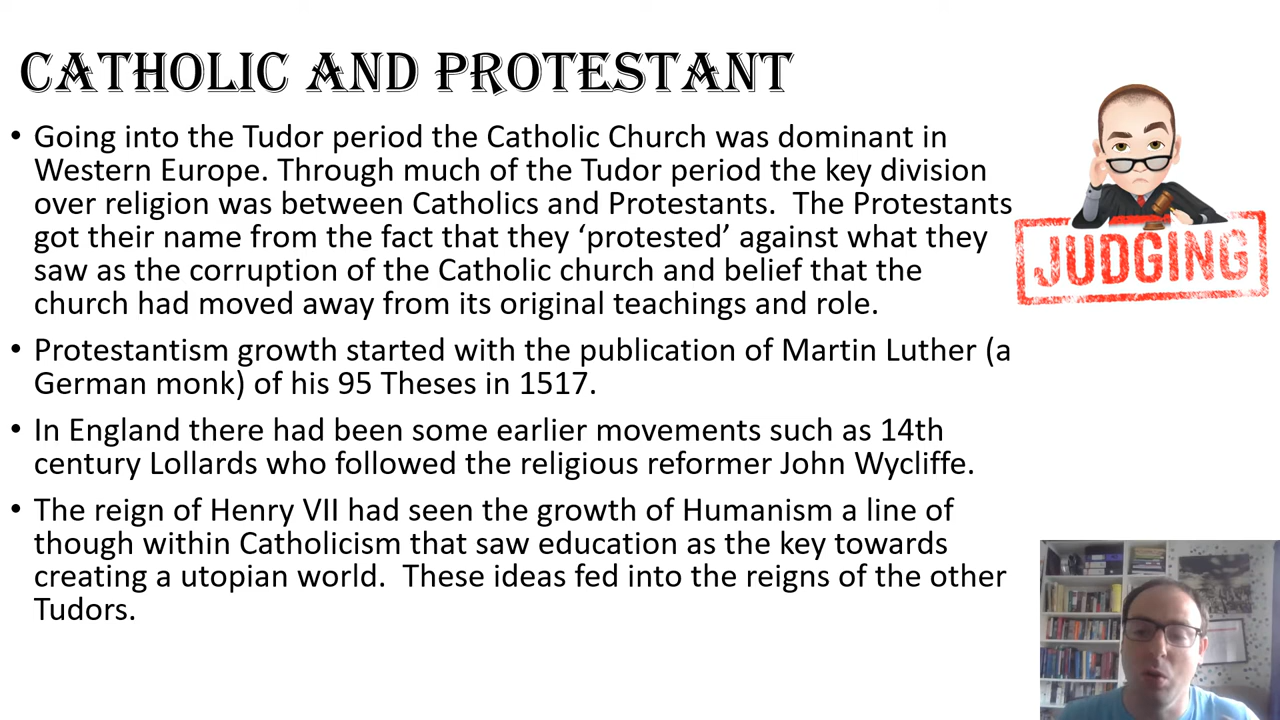 CATHOLIC AND PROTESTANT
• Going into the Tudor period the Catholic Church was dominant in
Western Europe. Through much of the Tudor period the key division
over religion was between Catholics and Protestants.  The Protestants
got their name from the fact that they ‘protested’ against what they
saw as the corruption of the Catholic church and belief that the
church had moved away from its original teachings and role.
• Protestantism growth started with the publication of Martin Luther (a
German monk) of his 95 Theses in 1517.
• In England there had been some earlier movements such as 14th
century Lollards who followed the religious reformer John Wycliffe.
• The reign of Henry VII had seen the growth of Humanism a line of
though within Catholicism that saw education as the key towards
creating a utopian world.  These ideas fed into the reigns of the other
Tudors.
JUDGING